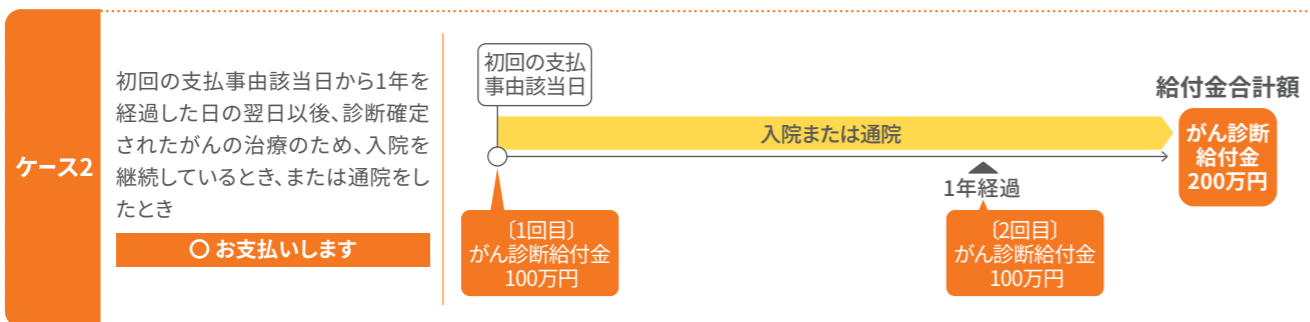 ケース2
初回の支払事由該当日から1年を
経過した日の翌日以後、診断確定
されたがんの治療のため、入院を
継続しているとき、または通院をし
たとき
〇 お支払いします
初回の支払
事由該当日
入院または通院
1年経過
〔1回目〕
がん診断給付金
100万円
〔2回目〕
がん診断給付金
100万円
給付金合計額
がん診断
給付金
200万円